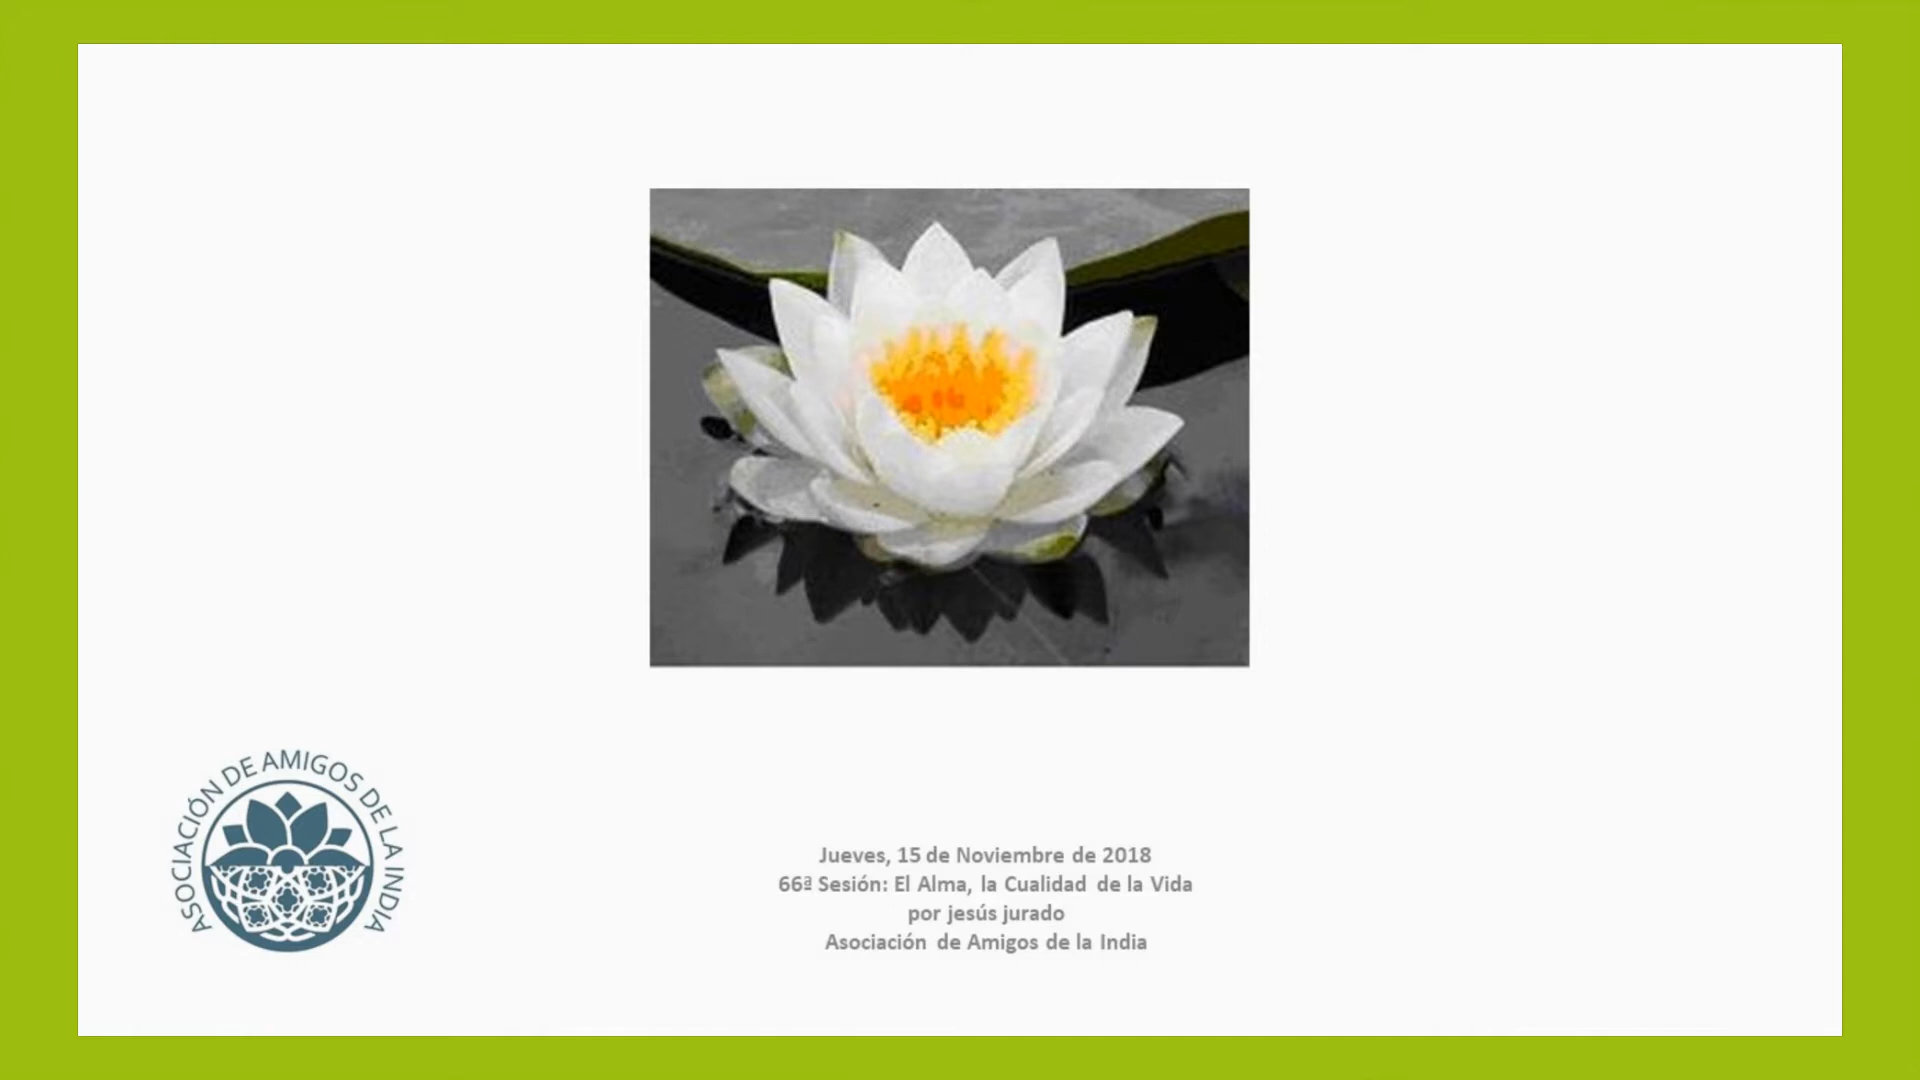 ASOCIACIÓN DE AMIGOS DE LA INDIA
Jueves, 15 de Noviembre de 2018
66ª Sesión: El Alma, la Cualidad de la Vida
por jesús jurado
Asociación de Amigos de la India